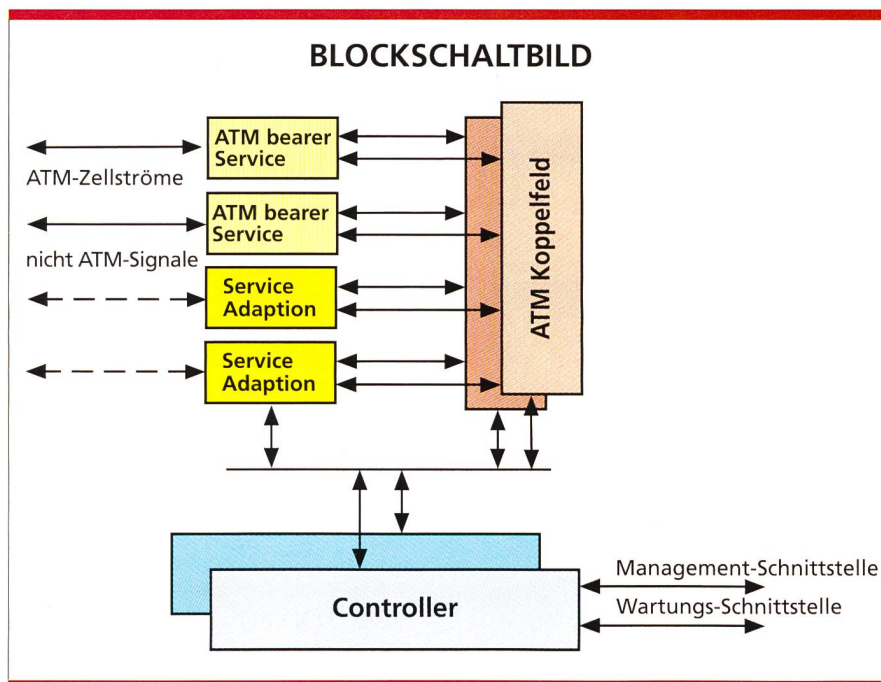 BLOCKSCHALTBILD
ATM bearer
Service
ATM-Zellströme
ATM bearer
Service
nicht ATM-Signale
Service
Adaption
Service
Adaption
ATM Koppelfeld
Controller
Management-Schnittstelle
Wartungs-Schnittstelle